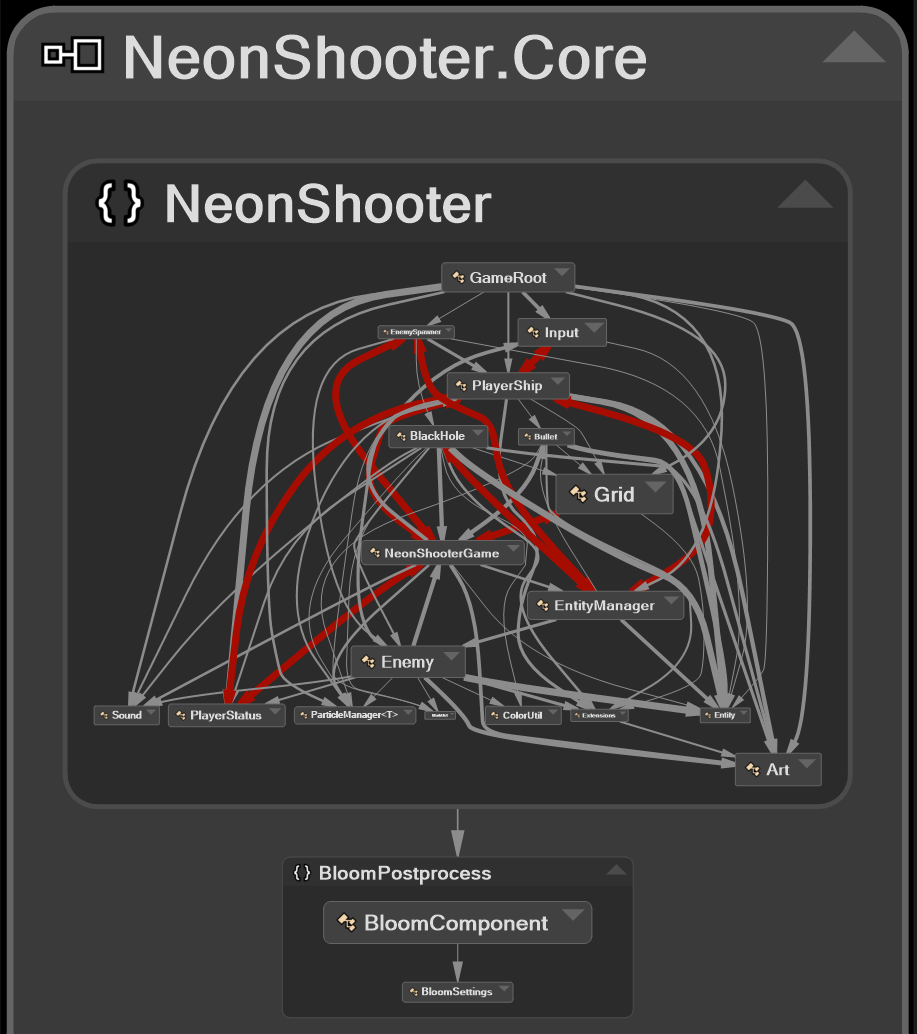 NeonShooter.Core
{} NeonShooter
GameRoot
EnemySpawner
Input
PlayerShip
BlackHole
Bullet
Grid
NeonShooterGame
EntityManager
Enemy
Sound
PlayerStatus
ParticleManager<T>
ColorUtil
Extensions
Entity
Art
{} BloomPostprocess
BloomComponent
BloomSettings